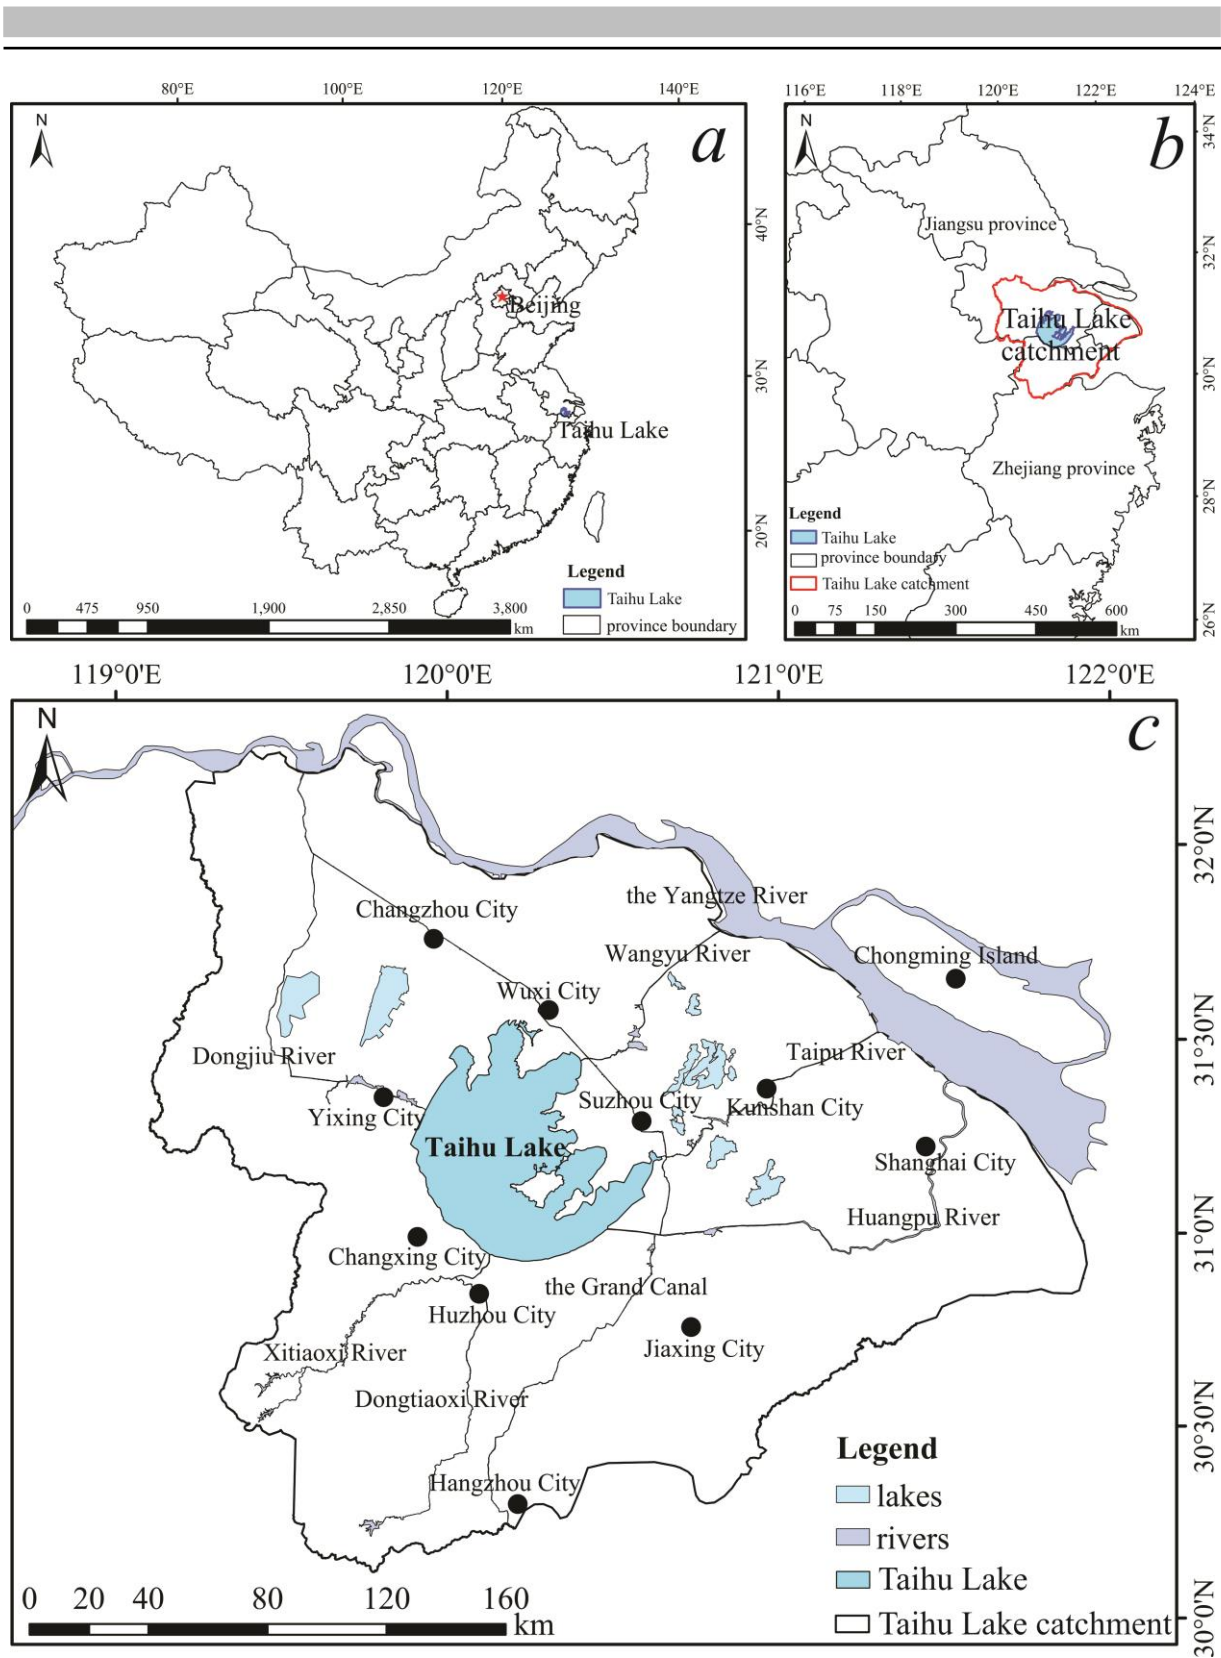 80°E 100°E 120°E 140°E
N
a
40°N
30°N
20°N
Beijing
Taihu Lake
Legend
Taihu Lake
province boundary
0 475 950 1,900 2,850 3,800
km
116°E 118°E 120°E 122°E 124°E
N
b
34°N
32°N
30°N
28°N
26°N
Jiangsu province
Taihu Lake
catchment
Zhejiang province
Legend
Taihu Lake
province boundary
Taihu Lake catchment
0 75 150 300 450 600
km
119°0'E 120°0'E 121°0'E 122°0'E
N
c
32°0'N
31°30'N
31°0'N
30°30'N
30°0'N
the Yangtze River
Changzhou City
Wangyu River
Chongming Island
Wuxi City
Dongjiu River
Taipu River
Suzhou City
Kunshan City
Yixing City
Taihu Lake
Shanghai City
Huangpu River
Changxing City
the Grand Canal
Huzhou City
Jiaxing City
Xitiaoxi River
Dongtiaoxi River
Hangzhou City
Legend
lakes
rivers
Taihu Lake
Taihu Lake catchment
0 20 40 80 120 160
km